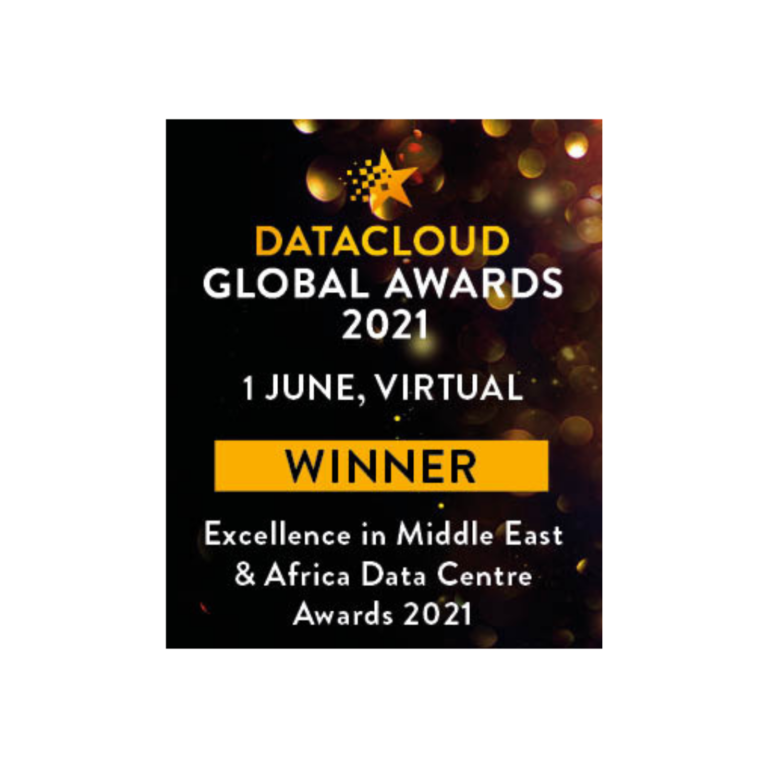 DATACLOUD
GLOBAL AWARDS
2021
1 JUNE, VIRTUAL
WINNER
Excellence in Middle East
& Africa Data Centre
Awards 2021